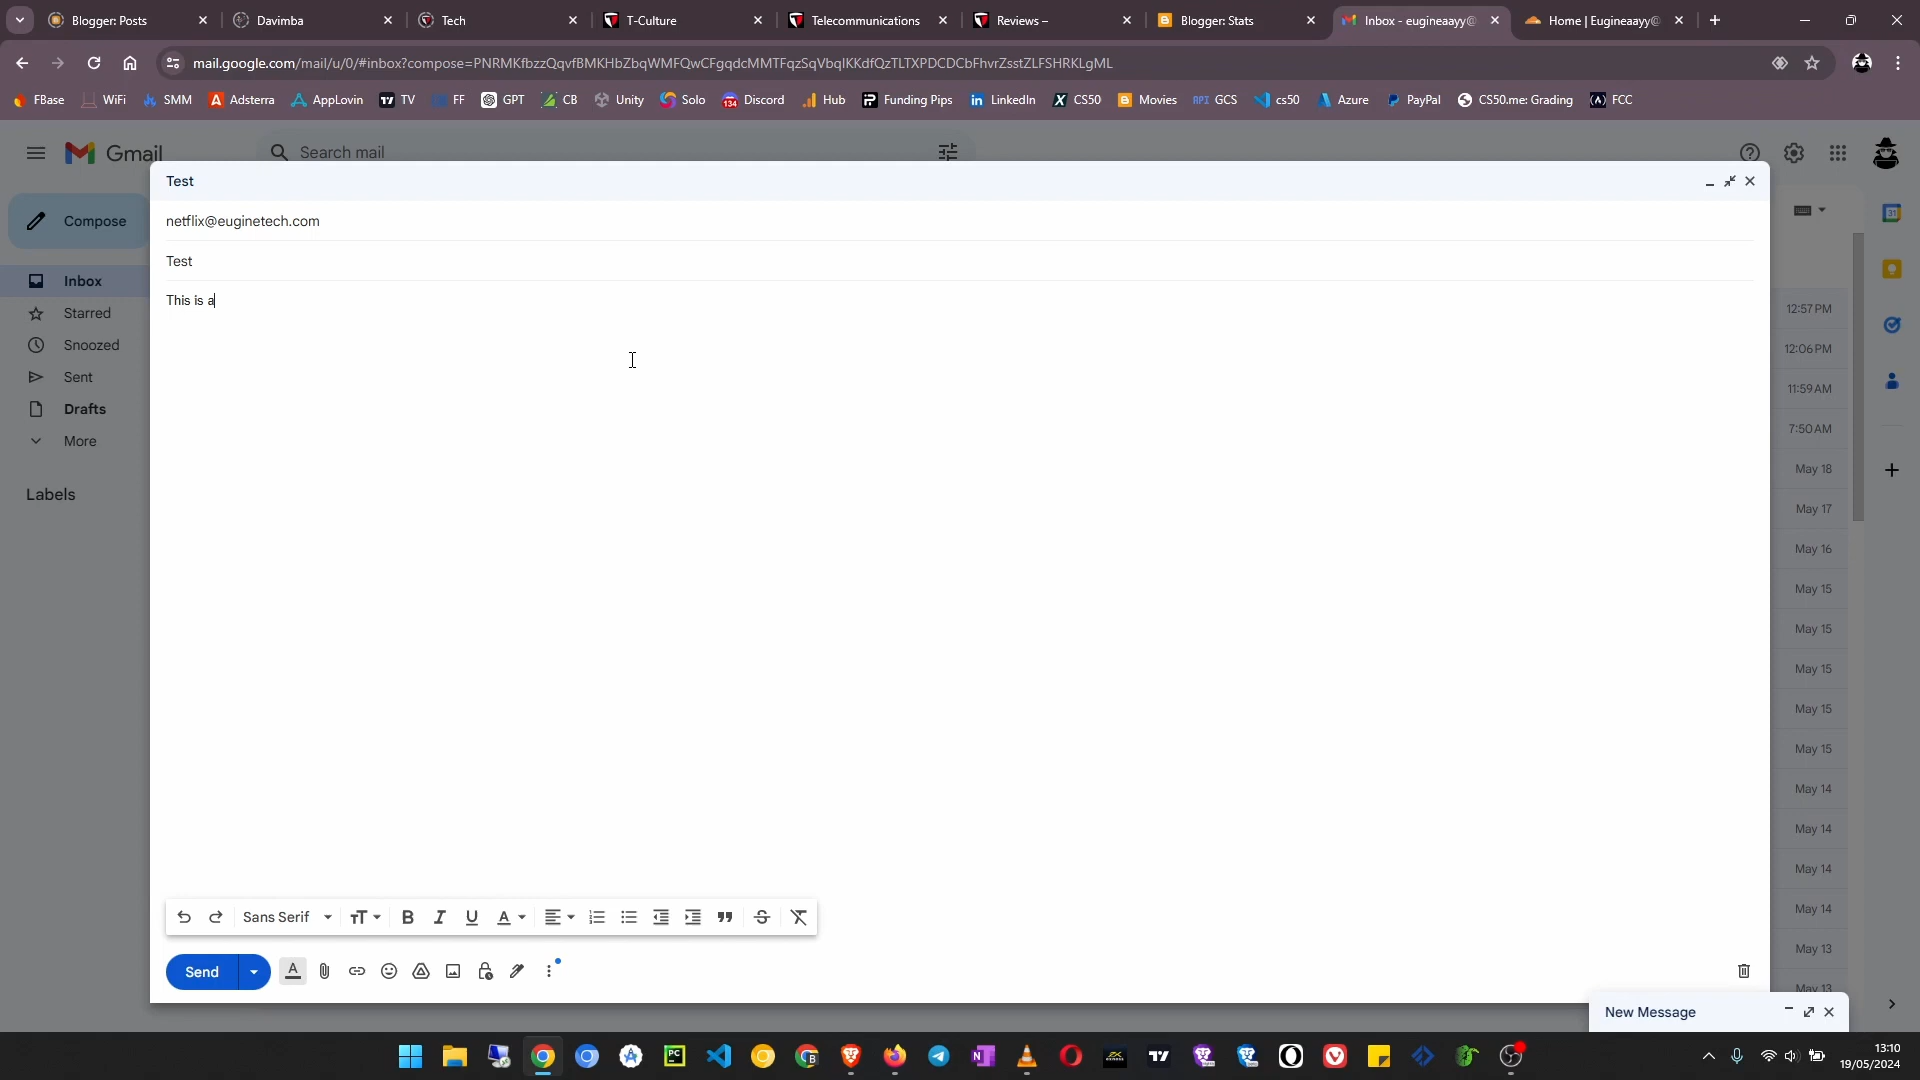 Blogger: Posts
Davimba
Tech
T-Culture
Telecommunications
Reviews –
Blogger: Stats
Inbox - eugineaayy@
Home | Eugineaayy@
mail.google.com/mail/u/0/#inbox?compose=PNRMKfbzzQqvfBMKHbZbqWMFQwCFgqdcMMTFqzSqVbqlKKdfQzTLTXPDCDCbFhvrZsstZLFSHRKLgML
FBase WiFi SMM Adsterra AppLovin TV FF GPT CB Unity Solo Discord Hub Funding Pips LinkedIn CS50 Movies GCS cs50 Azure PayPal CS50.me: Grading FCC
Gmail
Search mail
Test
Compose
netflix@euginetech.com
Test
Inbox
This is a
Starred
12:57 PM
Snoozed
12:06 PM
Sent
11:59 AM
Drafts
7:50 AM
More
May 18
Labels
May 17
May 16
May 15
May 15
May 15
May 15
May 15
May 14
May 14
May 14
May 14
Sans Serif
May 13
Send
May 13
New Message
13:10
19/05/2024